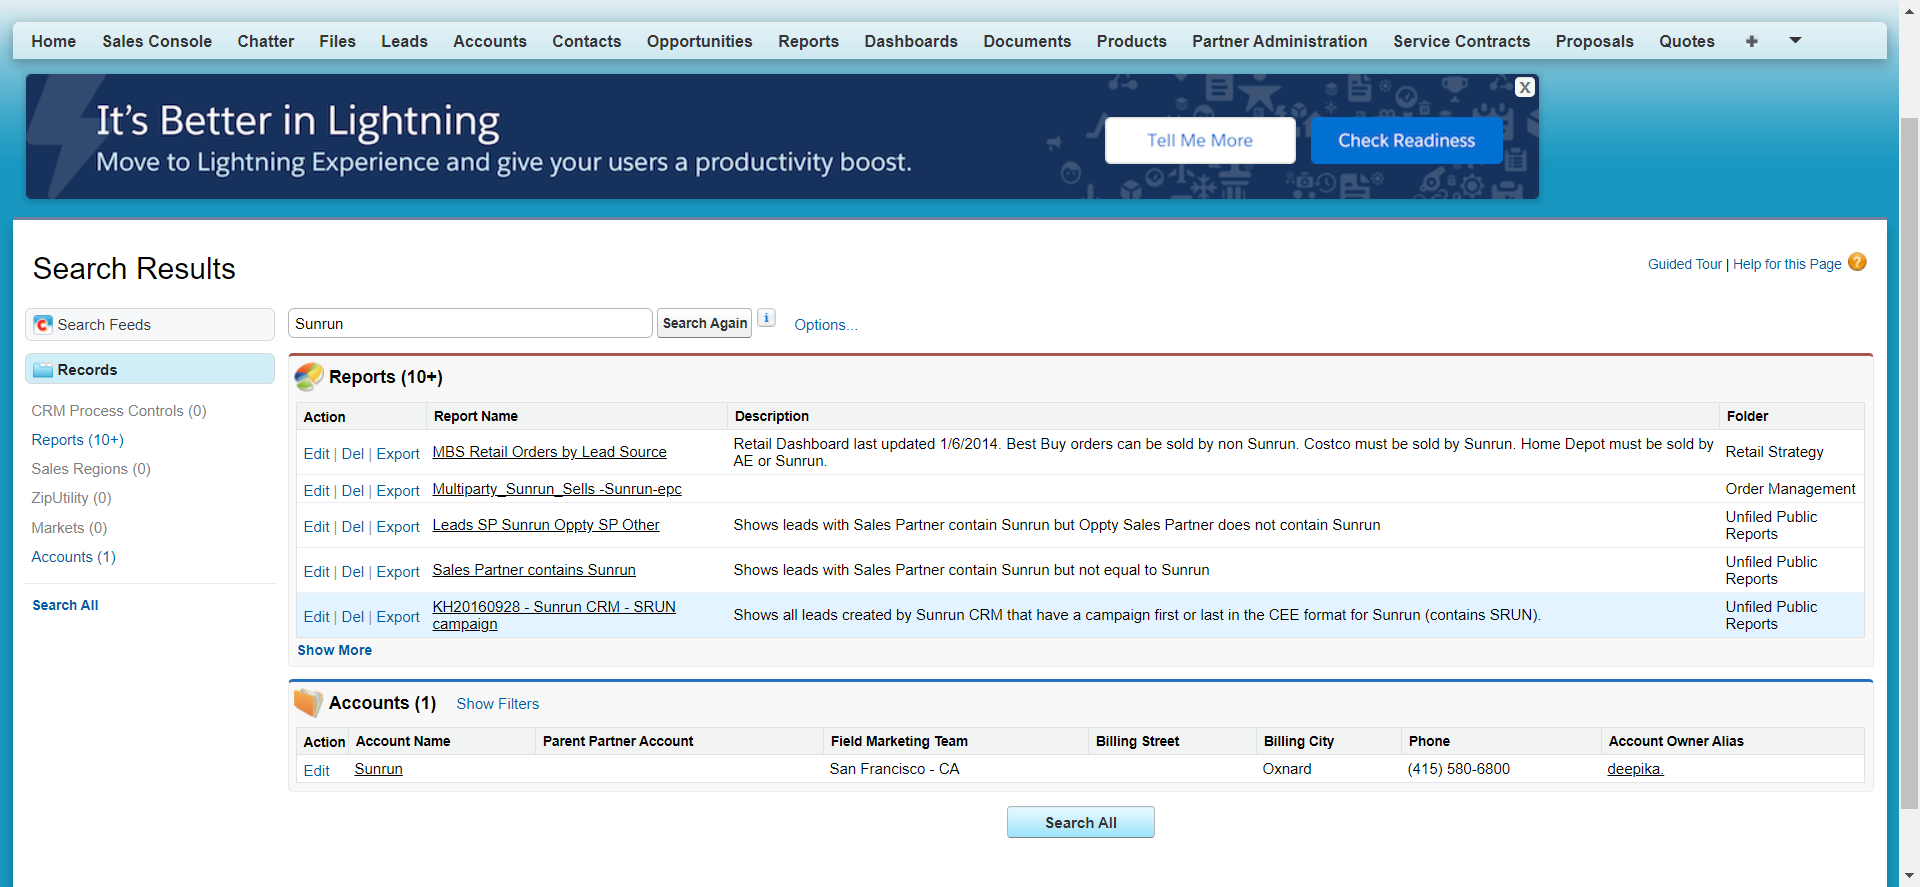 Home Sales Console Chatter Files Leads Accounts Contacts Opportunities Reports Dashboards Documents Products Partner Administration Service Contracts Proposals Quotes +
It's Better in Lightning
Move to Lightning Experience and give your users a productivity boost.
Tell Me More
Check Readiness
X
Search Results
Guided Tour | Help for this Page ?
Search Feeds
Sunrun
Search Again
i
Options...
Records
CRM Process Controls (0)
Reports (10+)
Sales Regions (0)
ZipUtility (0)
Markets (0)
Accounts (1)
Search All
Reports (10+)
Action Report Name Description Folder
Edit | Del | Export MBS Retail Orders by Lead Source Retail Dashboard last updated 1/6/2014. Best Buy orders can be sold by non Sunrun. Costco must be sold by Sunrun. Home Depot must be sold by
AE or Sunrun. Retail Strategy
Edit | Del | Export Multiparty_Sunrun_Sells -Sunrun-epc Order Management
Edit | Del | Export Leads SP Sunrun Oppty SP Other Shows leads with Sales Partner contain Sunrun but Oppty Sales Partner does not contain Sunrun Unfiled Public
Reports
Edit | Del | Export Sales Partner contains Sunrun Shows leads with Sales Partner contain Sunrun but not equal to Sunrun Unfiled Public
Reports
Edit | Del | Export KH20160928 - Sunrun CRM - SRUN
campaign Shows all leads created by Sunrun CRM that have a campaign first or last in the CEE format for Sunrun (contains SRUN). Unfiled Public
Reports
Show More
Accounts (1) Show Filters
Action Account Name Parent Partner Account Field Marketing Team Billing Street Billing City Phone Account Owner Alias
Edit Sunrun San Francisco - CA Oxnard (415) 580-6800 deepika.
Search All